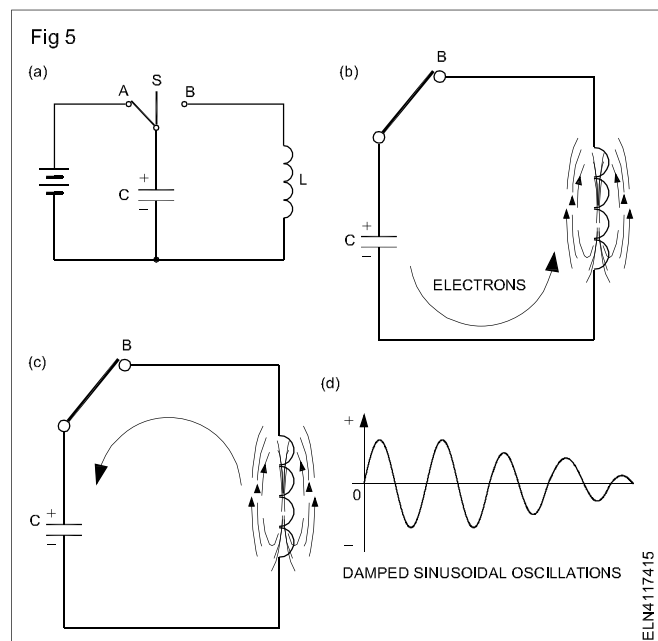 Fig 5
(a)
A
S
B
+
C
–
L
(b)
B
+
C
–
ELECTRONS
(c)
B
+
C
–
(d)
+
0
–
DAMPED SINUSOIDAL OSCILLATIONS
ELN4117415